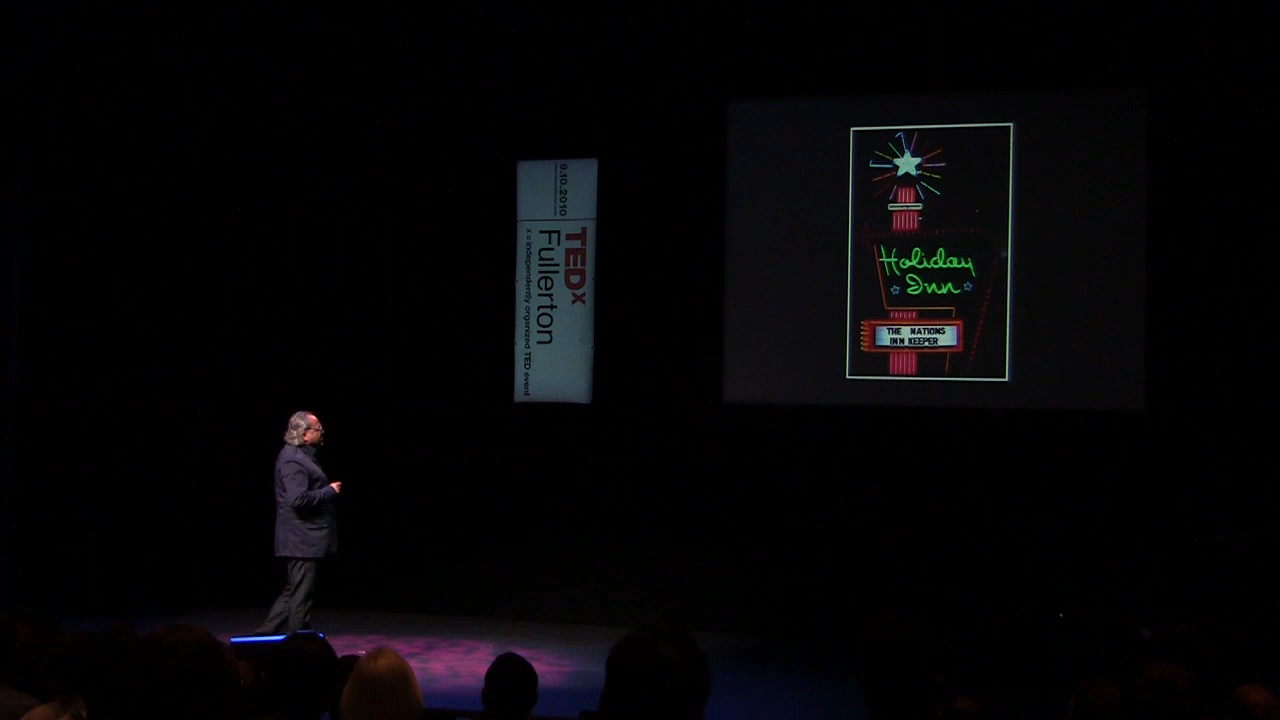 9.10.2010
TEDx
Fullerton
x = independently organized TED event
Holiday
Inn
THE NATIONS
INN KEEPER